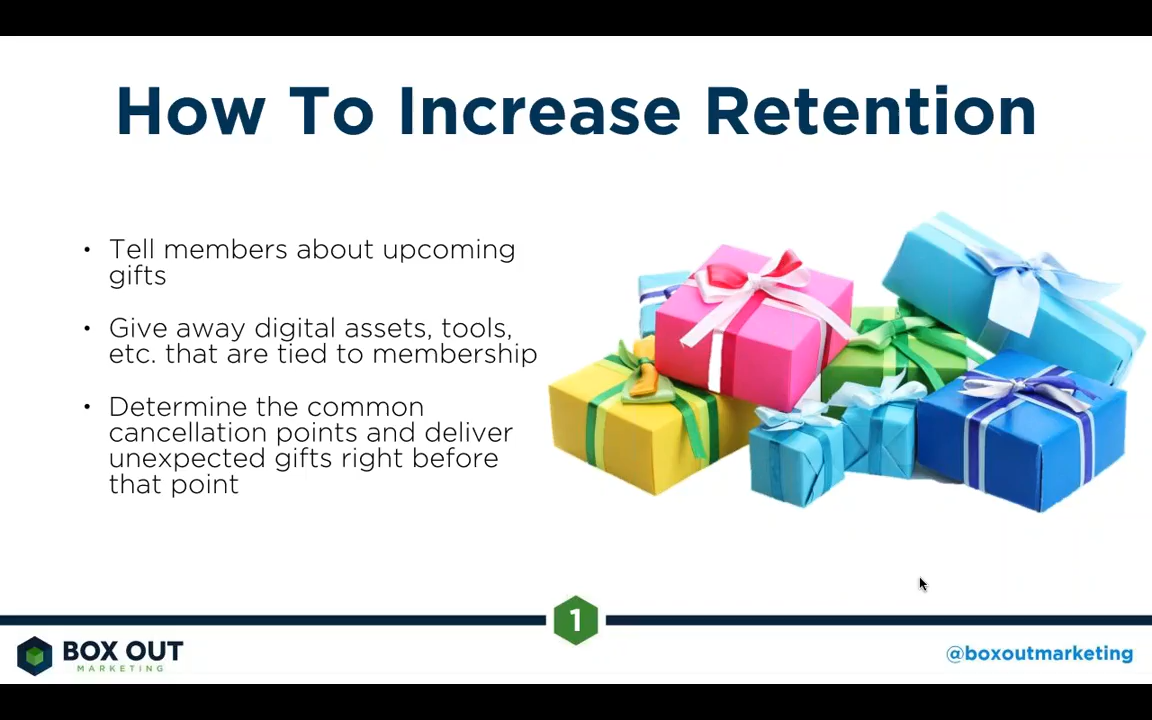 How To Increase Retention
• Tell members about upcoming
gifts
• Give away digital assets, tools,
etc. that are tied to membership
• Determine the common
cancellation points and deliver
unexpected gifts right before
that point
1
BOX OUT
MARKETING
@boxoutmarketing